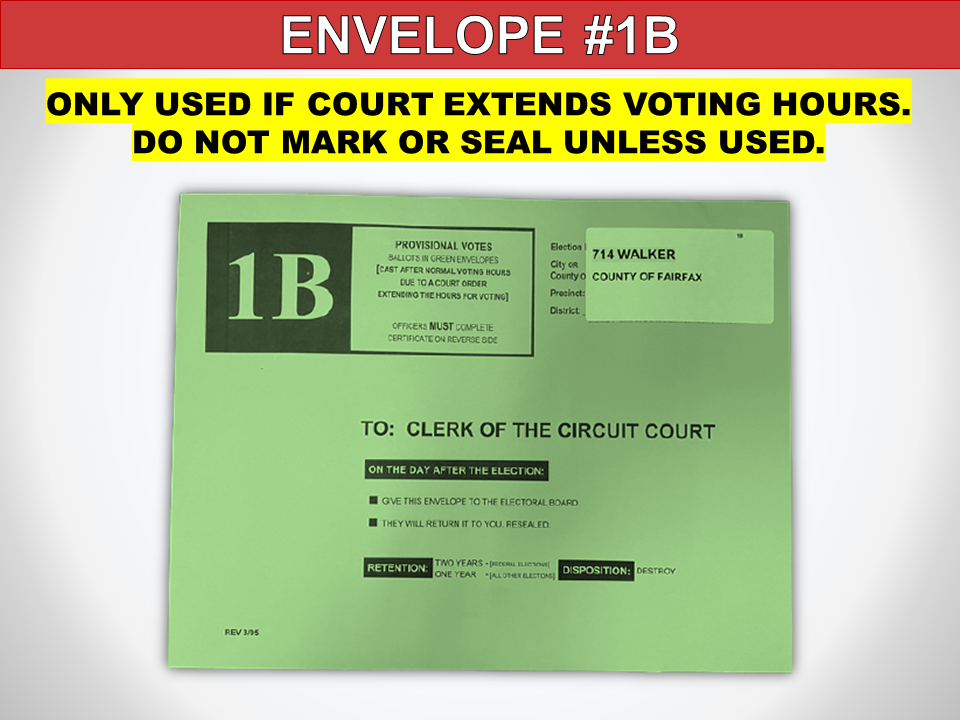 ENVELOPE #1B
ONLY USED IF COURT EXTENDS VOTING HOURS.
DO NOT MARK OR SEAL UNLESS USED.
1B
PROVISIONAL VOTES
BALLOTS IN GREEN ENVELOPES
[CAST AFTER NORMAL VOTING HOURS
DUE TO A COURT ORDER
EXTENDING THE HOURS FOR VOTING]
OFFICERS MUST COMPLETE
CERTIFICATE ON REVERSE SIDE
Election
City OR
County o
Precinct:
District:
1B
714 WALKER
COUNTY OF FAIRFAX
TO: CLERK OF THE CIRCUIT COURT
ON THE DAY AFTER THE ELECTION:
■ GIVE THIS ENVELOPE TO THE ELECTORAL BOARD.
■ THEY WILL RETURN IT TO YOU, RESEALED.
RETENTION: TWO YEARS - [FEDERAL ELECTIONS]
ONE YEAR - [ALL OTHER ELECTIONS]
DISPOSITION: DESTROY
REV 3/05